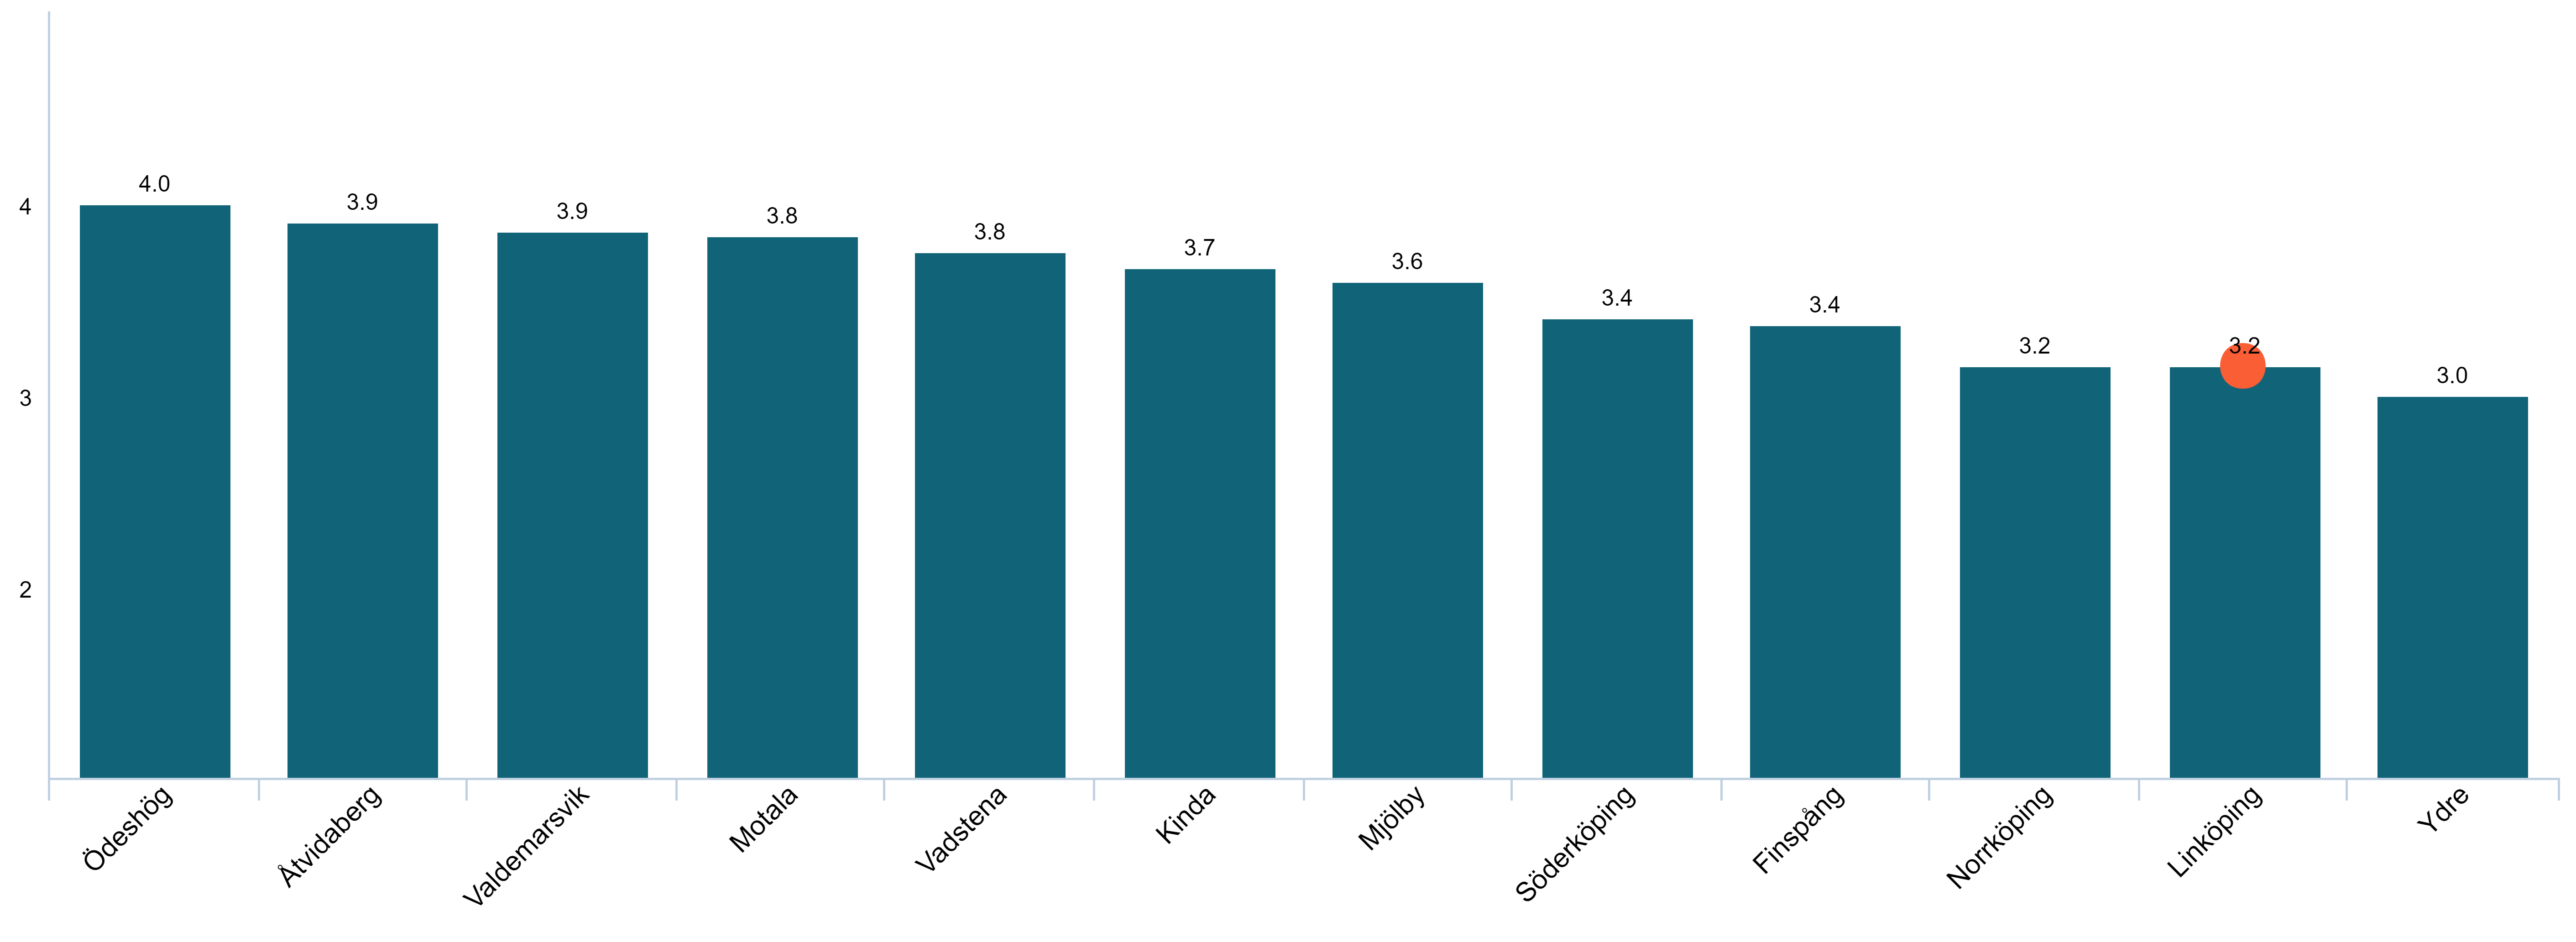 4.0
3.9
3.9
3.8
3.8
3.7
3.6
3.4
3.4
3.2
3.2
3.0
4
3
2
Ödeshög
Åtvidaberg
Valdemarsvik
Motala
Vadstena
Kinda
Mjölby
Söderköping
Finspång
Norrköping
Linköping
Ydre